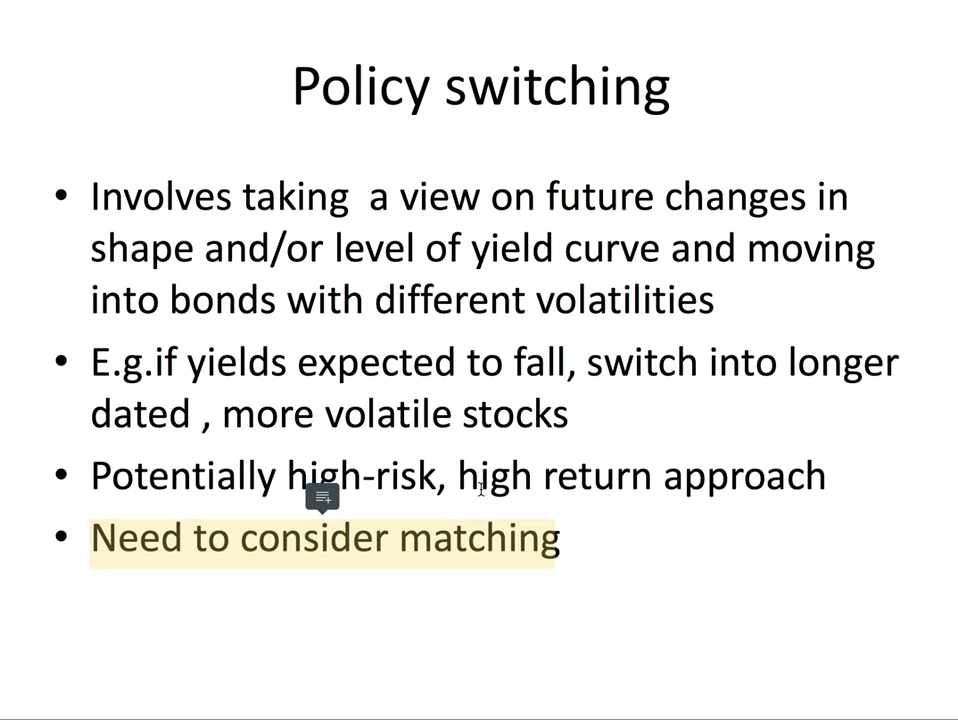 Policy switching
• Involves taking a view on future changes in
shape and/or level of yield curve and moving
into bonds with different volatilities
• E.g.if yields expected to fall, switch into longer
dated , more volatile stocks
• Potentially high-risk, high return approach
• Need to consider matching